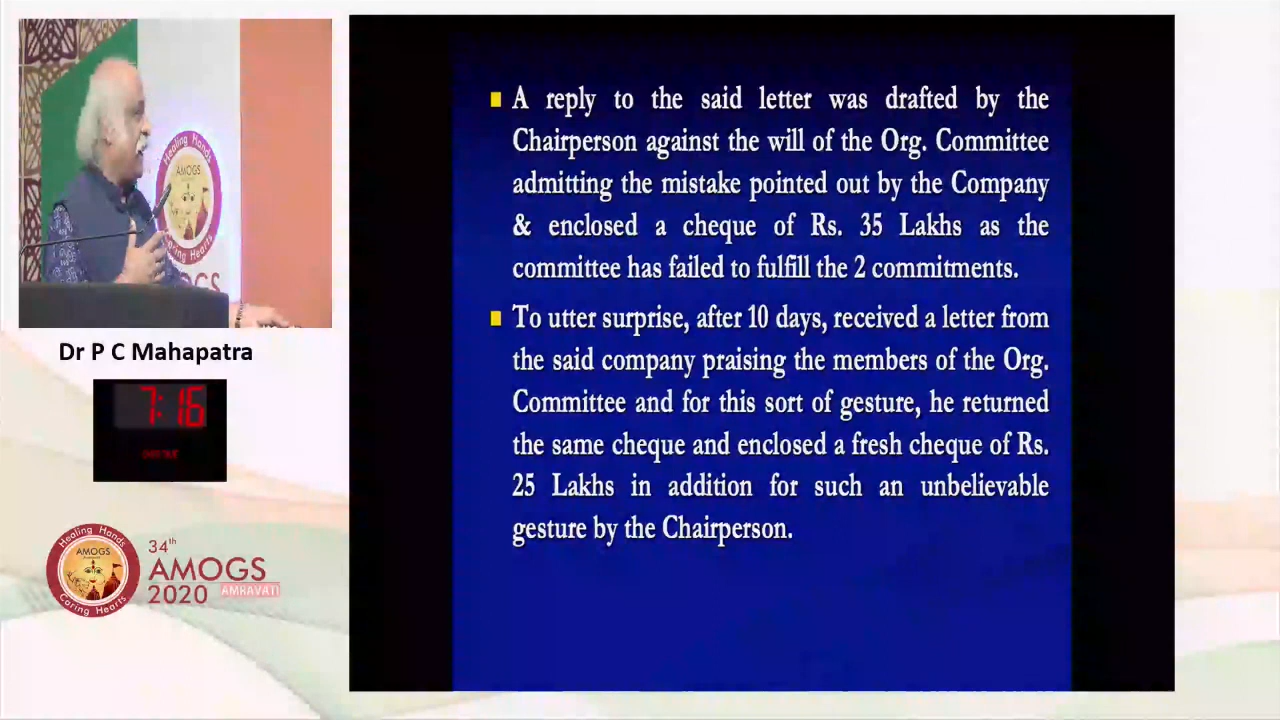 Healing Hands
AMOGS
Caring Hearts
Dr P C Mahapatra
7:16
Healing Hands
AMOGS
Caring Hearts
34th
AMOGS
2020 AMRAVATI
A reply to the said letter was drafted by the
Chairperson against the will of the Org. Committee
admitting the mistake pointed out by the Company
& enclosed a cheque of Rs. 35 Lakhs as the
committee has failed to fulfill the 2 commitments.
To utter surprise, after 10 days, received a letter from
the said company praising the members of the Org.
Committee and for this sort of gesture, he returned
the same cheque and enclosed a fresh cheque of Rs.
25 Lakhs in addition for such an unbelievable
gesture by the Chairperson.